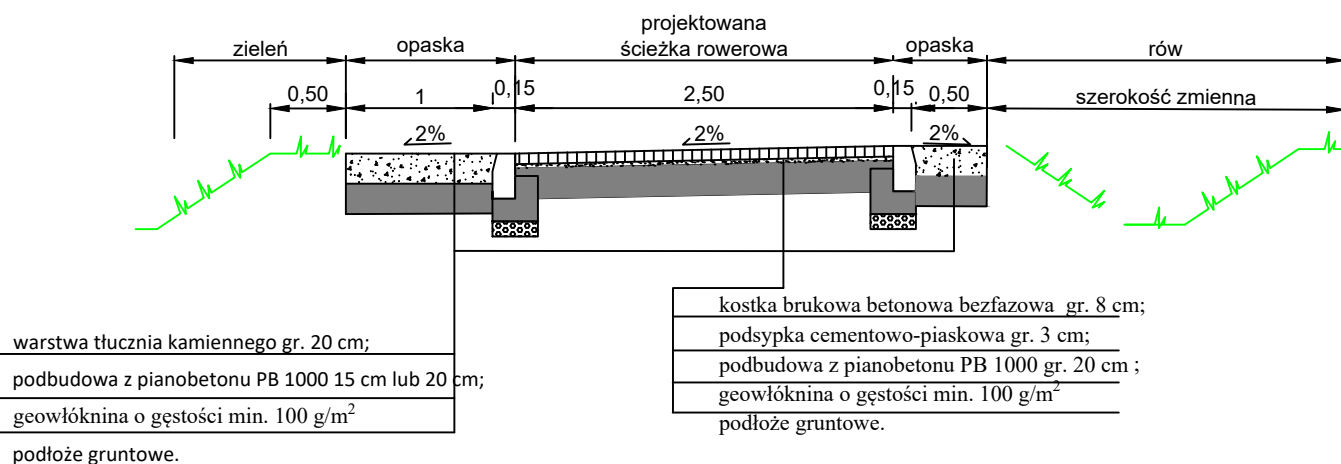 projektowana
zieleń opaska ścieżka rowerowa opaska rów
0,50 1 0,15 2,50 0,15 0,50 szerokość zmienna
2% 2% 2%
kostka brukowa betonowa bezfazowa gr. 8 cm;
podsypka cementowo-piaskowa gr. 3 cm;
podbudowa z pianobetonu PB 1000 gr. 20 cm ;
geowłóknina o gęstości min. 100 g/m²
podłoże gruntowe.
warstwa tłucznia kamiennego gr. 20 cm;
podbudowa z pianobetonu PB 1000 15 cm lub 20 cm;
geowłóknina o gęstości min. 100 g/m²
podłoże gruntowe.